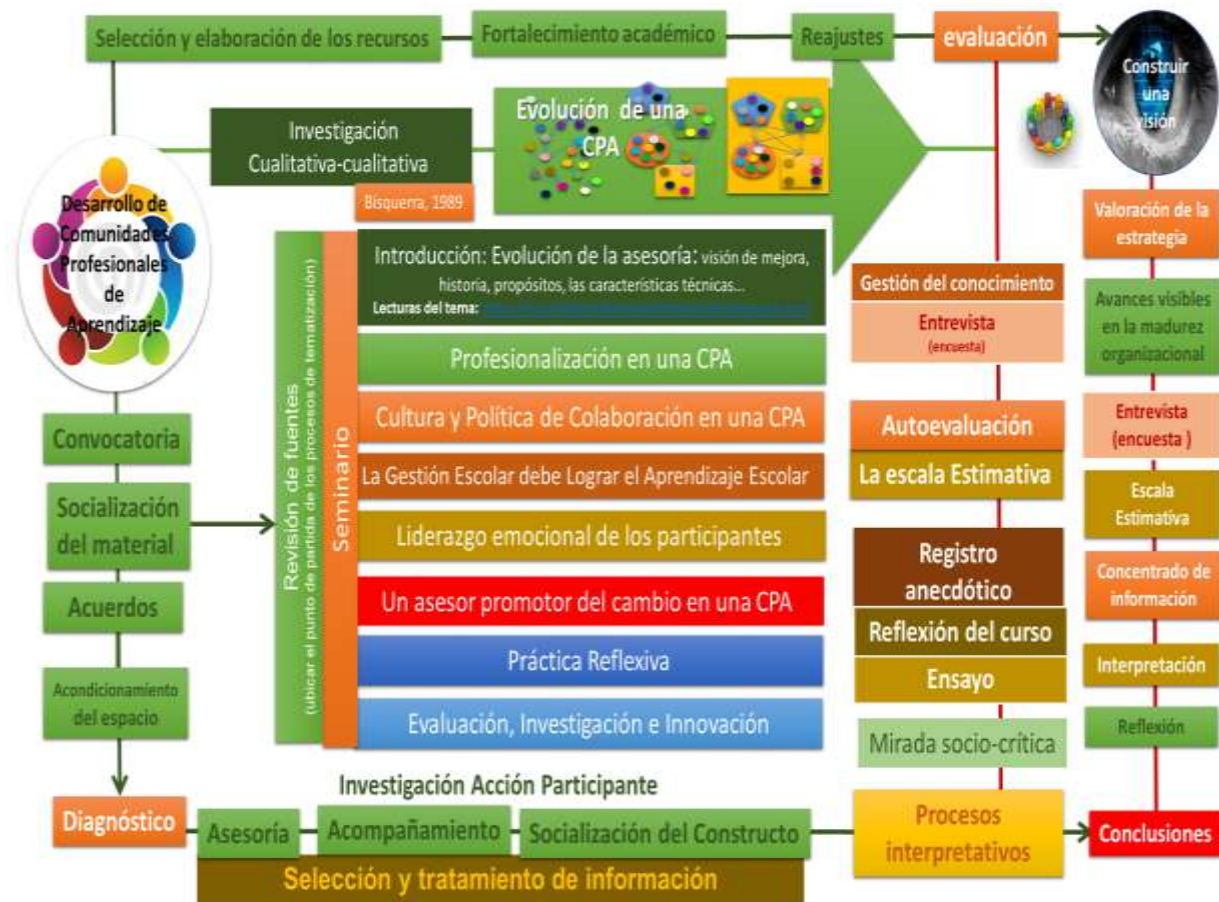 Selección y elaboración de los recursos
Fortalecimiento académico
Reajustes
evaluación
Construir
una
visión
Investigación
Cualitativa-cualitativa
Bisquerra, 1989
Evolución de una
CPA
Desarrollo de
Comunidades
Profesionales
de
Aprendizaje
Convocatoria
Socialización
del material
Acuerdos
Acondicionamiento
del espacio
Diagnóstico
Revisión de fuentes
(ubicar el punto de partida de los procesos de tematización)
Seminario
Introducción: Evolución de la asesoría: visión de mejora,
historia, propósitos, las características técnicas...
Lecturas del tema:
Profesionalización en una CPA
Cultura y Política de Colaboración en una CPA
La Gestión Escolar debe Lograr el Aprendizaje Escolar
Liderazgo emocional de los participantes
Un asesor promotor del cambio en una CPA
Práctica Reflexiva
Evaluación, Investigación e Innovación
Investigación Acción Participante
Asesoría
Acompañamiento
Socialización del Constructo
Selección y tratamiento de información
Gestión del conocimiento
Entrevista
(encuesta)
Autoevaluación
La escala Estimativa
Registro
anecdótico
Reflexión del curso
Ensayo
Mirada socio-crítica
Procesos
interpretativos
Valoración de la
estrategia
Avances visibles
en la madurez
organizacional
Entrevista
(encuesta )
Escala
Estimativa
Concentrado de
información
Interpretación
Reflexión
Conclusiones